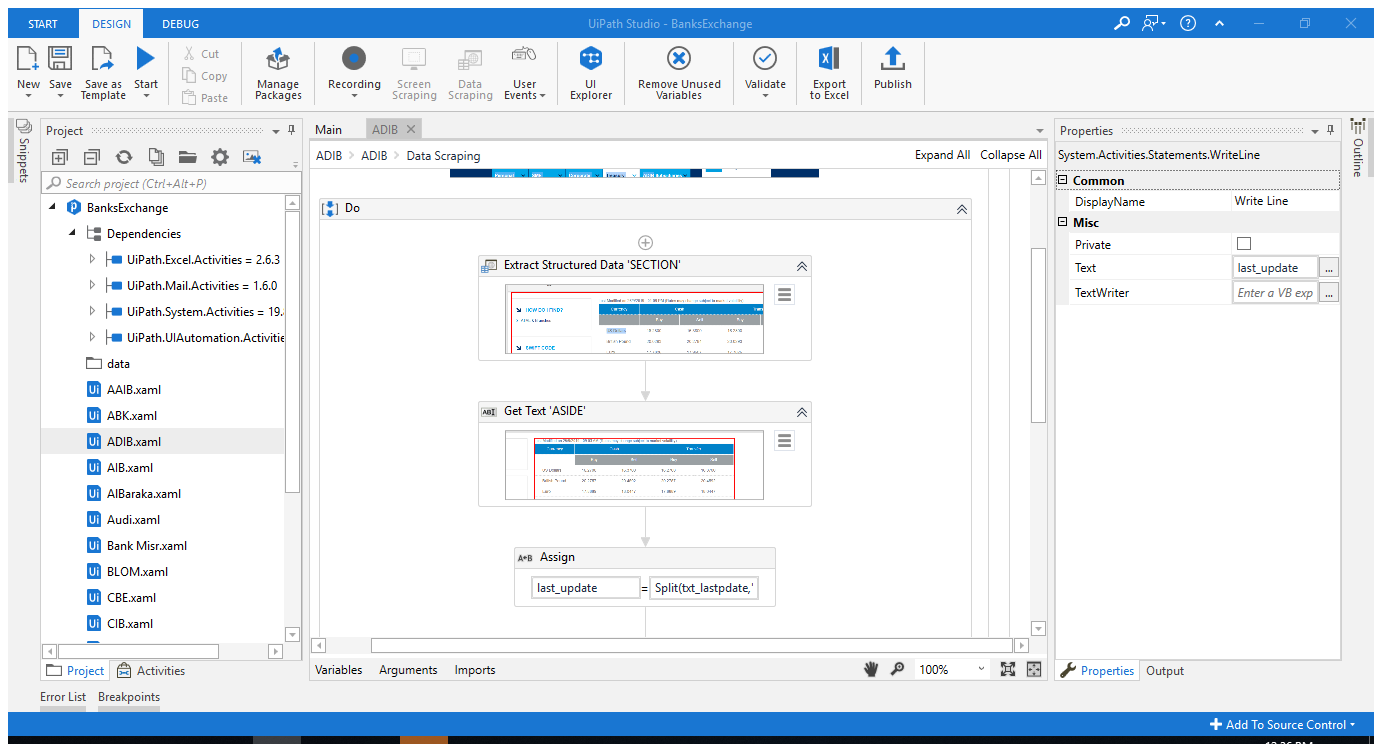 START DESIGN DEBUG UiPath Studio - BanksExchange
New Save Save as Template Start
Cut
Copy
Paste
Manage Packages
Recording
Screen Scraping
Data Scraping
User Events
UI Explorer
Remove Unused Variables
Validate
Export to Excel
Publish
Snippets
Project
Search project (Ctrl+Alt+P)
BanksExchange
Dependencies
UiPath.Excel.Activities = 2.6.3
UiPath.Mail.Activities = 1.6.0
UiPath.System.Activities = 19.
UiPath.UIAutomation.Activitie
data
AAIB.xaml
ABK.xaml
ADIB.xaml
AIB.xaml
AlBaraka.xaml
Audi.xaml
Bank Misr.xaml
BLOM.xaml
CBE.xaml
CIB.xaml
Project Activities
Error List Breakpoints
Main ADIB
ADIB ADIB Data Scraping Expand All Collapse All
Do
Extract Structured Data 'SECTION'
HOW DO I FIND?
SWIFT CODE
Currency
Get Text 'ASIDE'
Assign
last_update = Split(txt_lastpdate,'
Variables Arguments Imports 100%
Properties
System.Activities.Statements.WriteLine
Common
DisplayName Write Line
Misc
Private
Text last_update ...
TextWriter Enter a VB exp ...
Properties Output
Outline
Add To Source Control